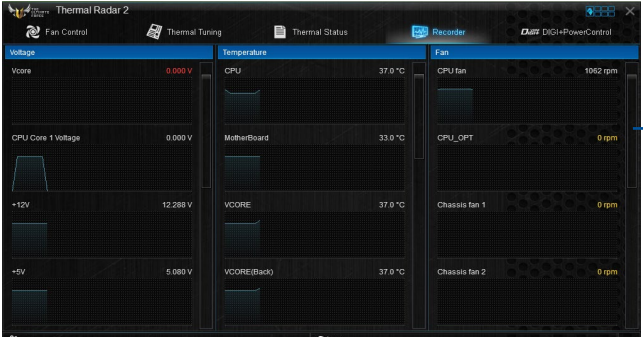 THE ULTIMATE FORCE Thermal Radar 2
Fan Control Thermal Tuning Thermal Status Recorder DIGI+PowerControl
Voltage Temperature Fan
Vcore 0.000 V CPU 37.0 °C CPU fan 1062 rpm
CPU Core 1 Voltage 0.000 V MotherBoard 33.0 °C CPU_OPT 0 rpm
+12V 12.288 V VCORE 37.0 °C Chassis fan 1 0 rpm
+5V 5.080 V VCORE(Back) 37.0 °C Chassis fan 2 0 rpm